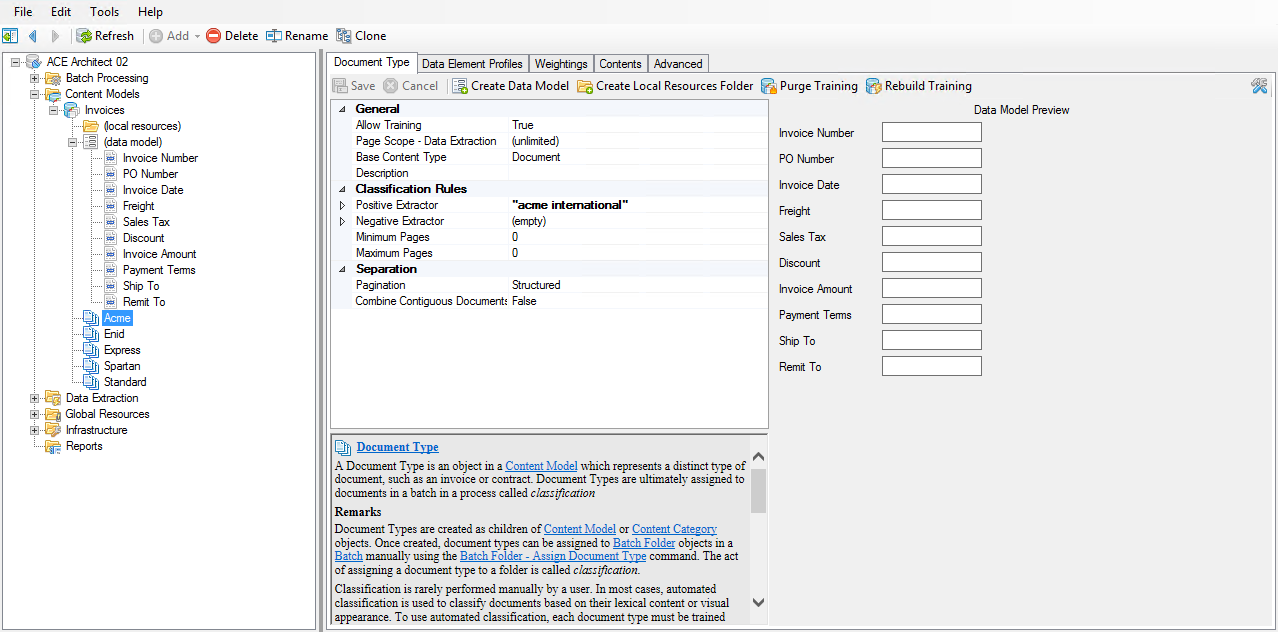 File Edit Tools Help
Refresh Add Delete Rename Clone
ACE Architect 02
Batch Processing
Content Models
Invoices
(local resources)
(data model)
Invoice Number
PO Number
Invoice Date
Freight
Sales Tax
Discount
Invoice Amount
Payment Terms
Ship To
Remit To
Acme
Enid
Express
Spartan
Standard
Data Extraction
Global Resources
Infrastructure
Reports
Document Type Data Element Profiles Weightings Contents Advanced
Save Cancel Create Data Model Create Local Resources Folder Purge Training Rebuild Training
General
Allow Training True
Page Scope - Data Extraction (unlimited)
Base Content Type Document
Description
Classification Rules
Positive Extractor "acme international"
Negative Extractor (empty)
Minimum Pages 0
Maximum Pages 0
Separation
Pagination Structured
Combine Contiguous Documents False
Document Type
A Document Type is an object in a Content Model which represents a distinct type of
document, such as an invoice or contract. Document Types are ultimately assigned to
documents in a batch in a process called classification
Remarks
Document Types are created as children of Content Model or Content Category
objects. Once created, document types can be assigned to Batch Folder objects in a
Batch manually using the Batch Folder - Assign Document Type command. The act
of assigning a document type to a folder is called classification.
Classification is rarely performed manually by a user. In most cases, automated
classification is used to classify documents based on their lexical content or visual
appearance. To use automated classification, each document type must be trained
Data Model Preview
Invoice Number
PO Number
Invoice Date
Freight
Sales Tax
Discount
Invoice Amount
Payment Terms
Ship To
Remit To